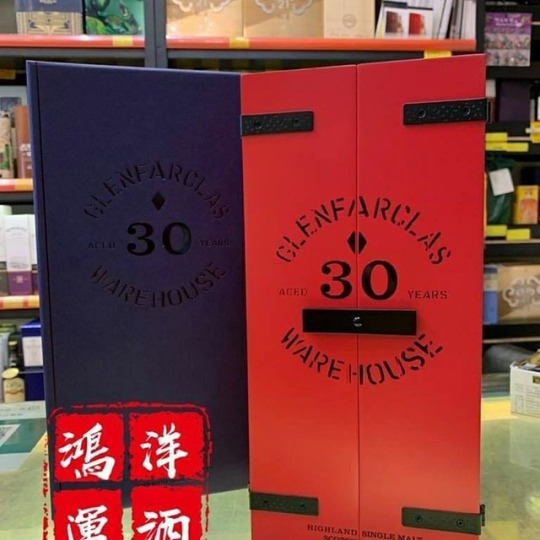 GLENFARCLAS
AGED 30 YEARS
WAREHOUSE
GLENFARCLAS
AGED 30 YEARS
WAREHOUSE
HIGHLAND SINGLE MALT
鴻洋
運酒